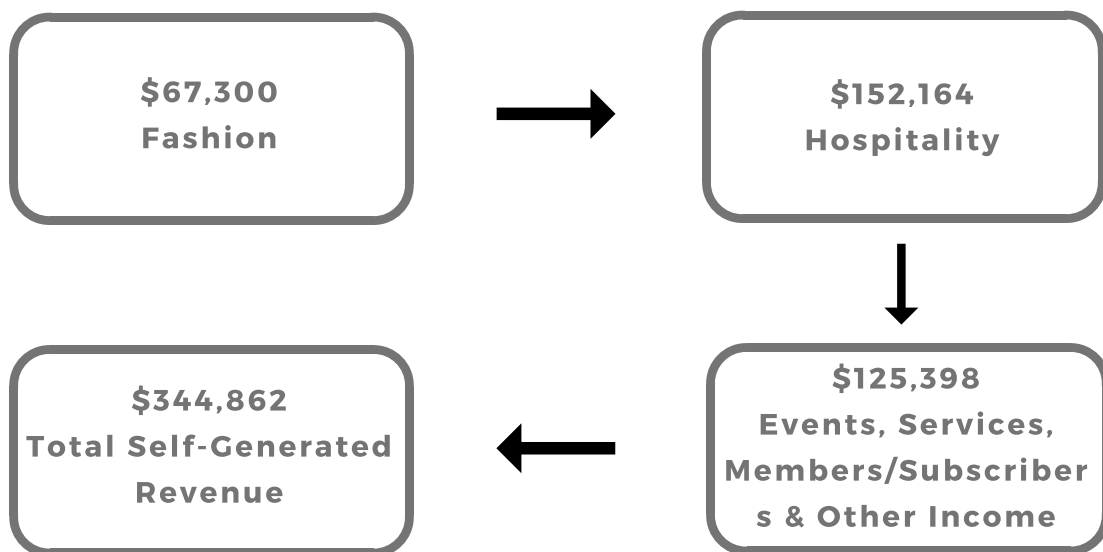 $67,300
Fashion
$152,164
Hospitality
$125,398
Events, Services,
Members/Subscriber
s & Other Income
$344,862
Total Self-Generated
Revenue